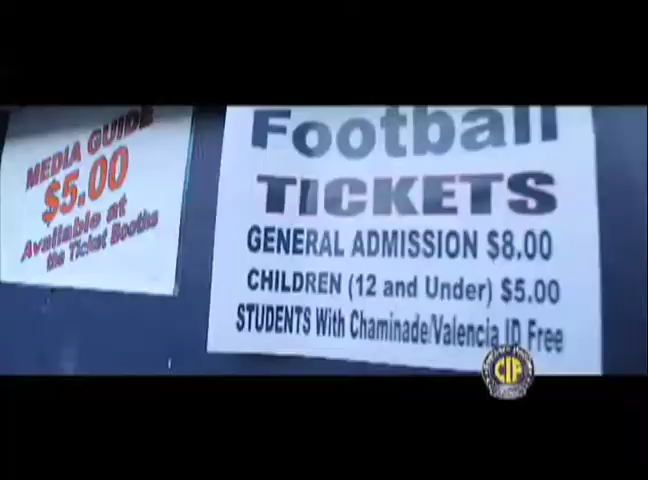 MEDIA GUIDE
$5.00
Available at
the Ticket Booths
Football
TICKETS
GENERAL ADMISSION $8.00
CHILDREN (12 and Under) $5.00
STUDENTS With Chaminade/Valencia ID Free
CIF